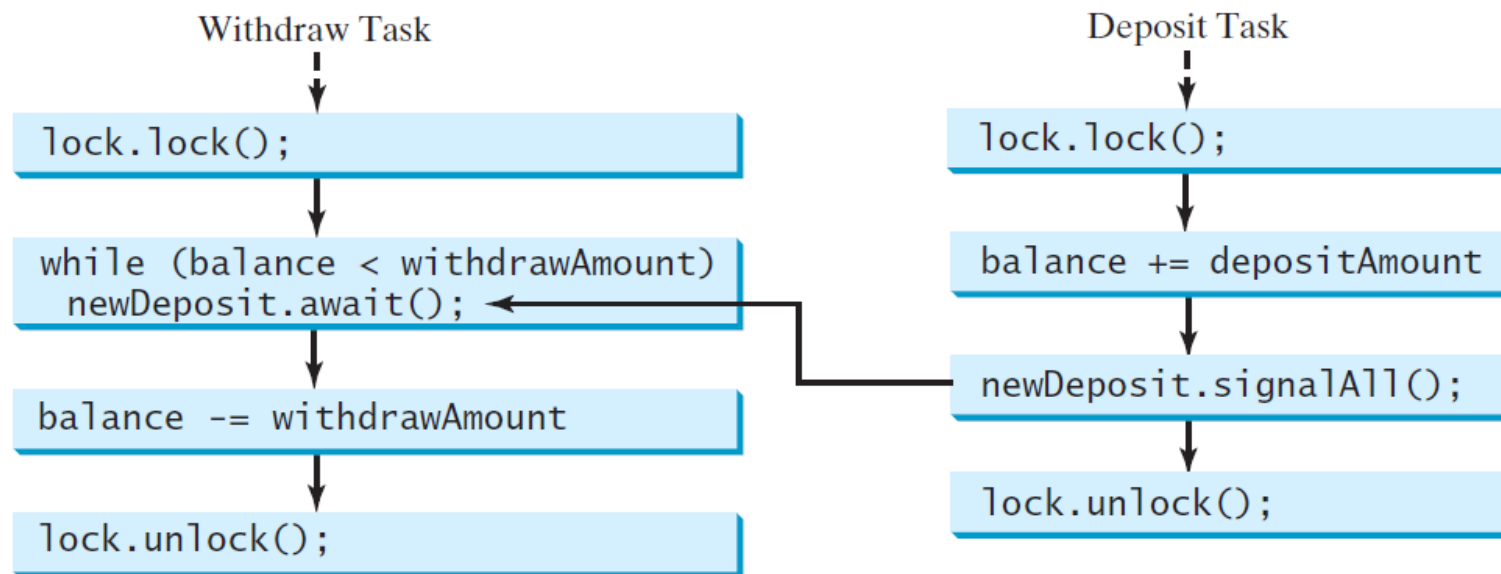 Withdraw Task
lock.lock();
while (balance < withdrawAmount)
newDeposit.await();
balance -= withdrawAmount
lock.unlock();
Deposit Task
lock.lock();
balance += depositAmount
newDeposit.signalAll();
lock.unlock();